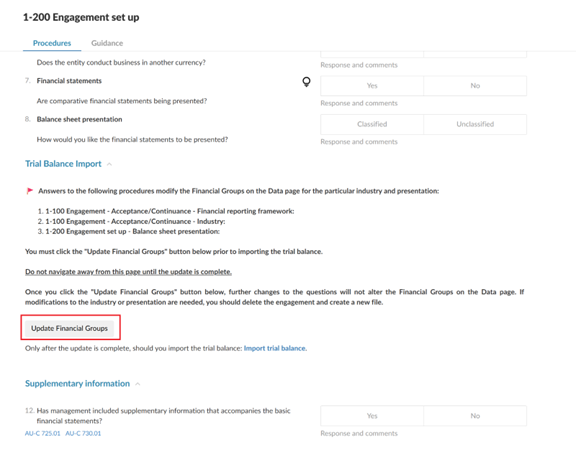 1-200 Engagement set up
Procedures Guidance
Does the entity conduct business in another currency?
Response and comments
7. Financial statements
Yes No
Are comparative financial statements being presented?
Response and comments
8. Balance sheet presentation
Classified Unclassified
How would you like the financial statements to be presented?
Response and comments
Trial Balance Import
Answers to the following procedures modify the Financial Groups on the Data page for the particular industry and presentation:
1. 1-100 Engagement - Acceptance/Continuance - Financial reporting framework:
2. 1-100 Engagement - Acceptance/Continuance - Industry:
3. 1-200 Engagement set up - Balance sheet presentation:
You must click the "Update Financial Groups" button below prior to importing the trial balance.
Do not navigate away from this page until the update is complete.
Once you click the "Update Financial Groups" button below, further changes to the questions will not alter the Financial Groups on the Data page. If
modifications to the industry or presentation are needed, you should delete the engagement and create a new file.
Update Financial Groups
Only after the update is complete, should you import the trial balance: Import trial balance.
Supplementary information
12. Has management included supplementary information that accompanies the basic
financial statements?
Yes No
AU-C 725.01 AU-C 730.01
Response and comments